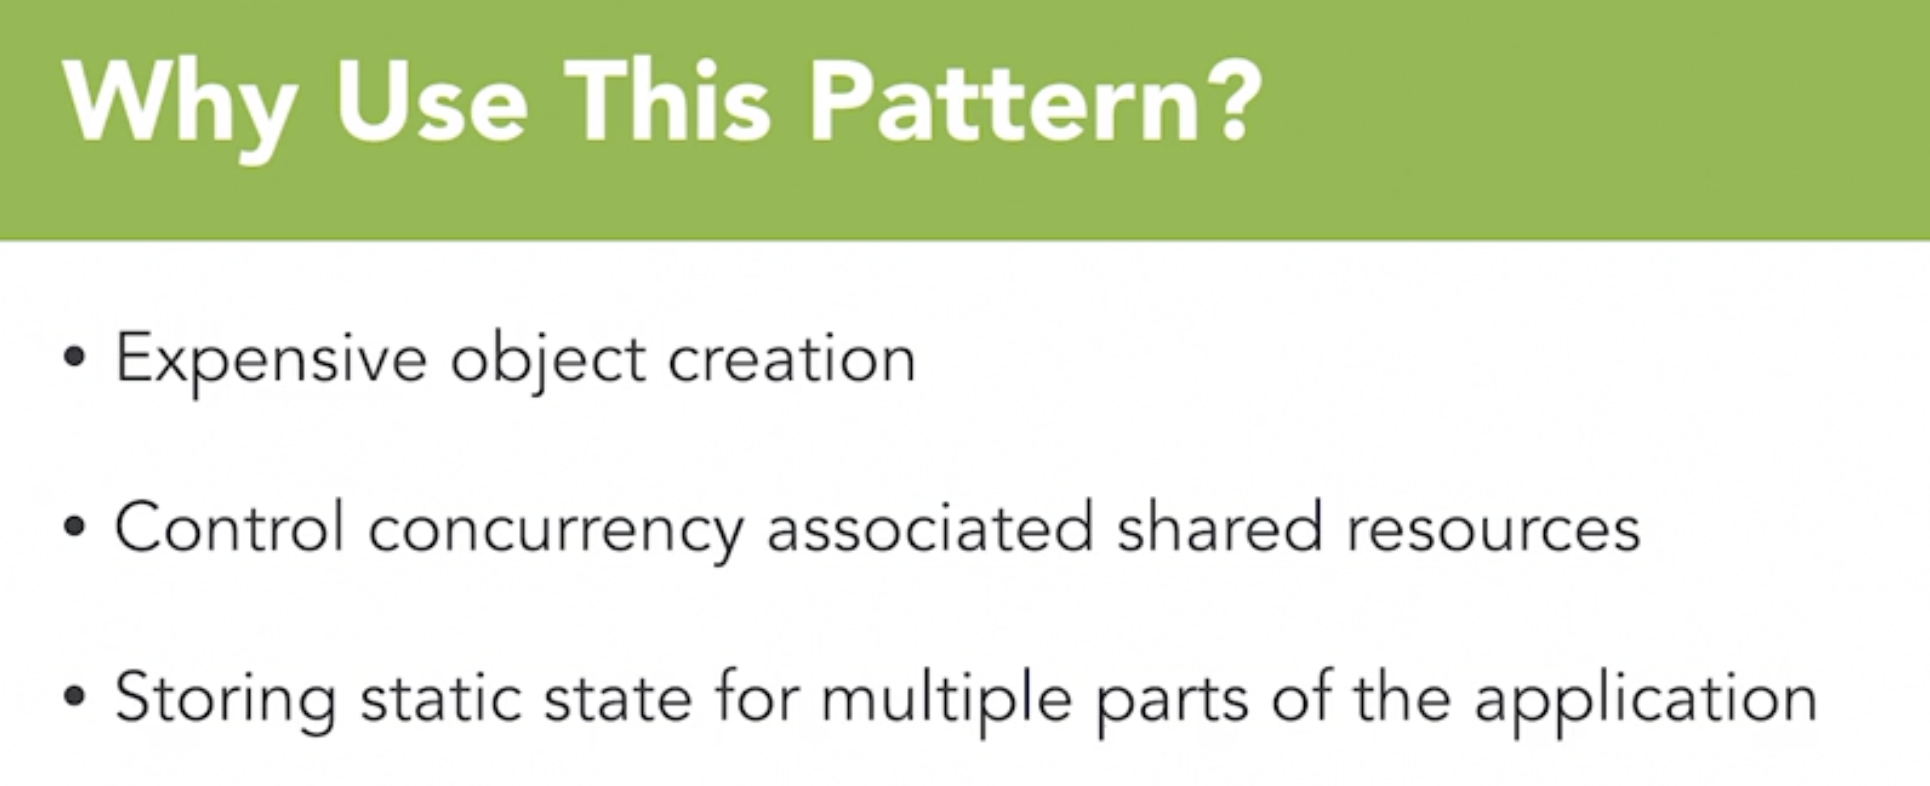 Why Use This Pattern?
• Expensive object creation
• Control concurrency associated shared resources
• Storing static state for multiple parts of the application